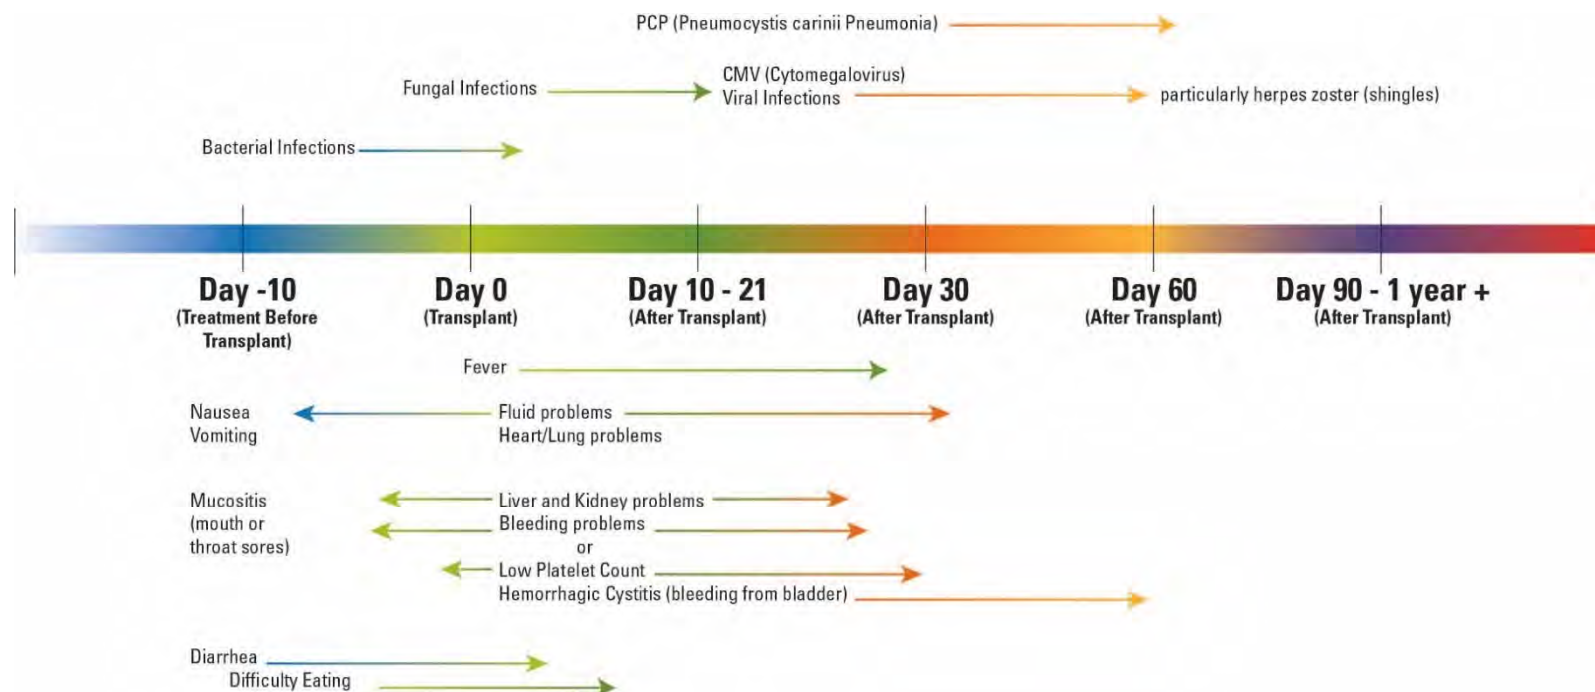 PCP (Pneumocystis carinii Pneumonia)
CMV (Cytomegalovirus)
Fungal Infections
Viral Infections
particularly herpes zoster (shingles)
Bacterial Infections
Day -10
(Treatment Before
Transplant)
Day 0
(Transplant)
Day 10 - 21
(After Transplant)
Day 30
(After Transplant)
Day 60
(After Transplant)
Day 90 - 1 year +
(After Transplant)
Fever
Nausea
Vomiting
Fluid problems
Heart/Lung problems
Mucositis
(mouth or
throat sores)
Liver and Kidney problems
Bleeding problems
or
Low Platelet Count
Hemorrhagic Cystitis (bleeding from bladder)
Diarrhea
Difficulty Eating